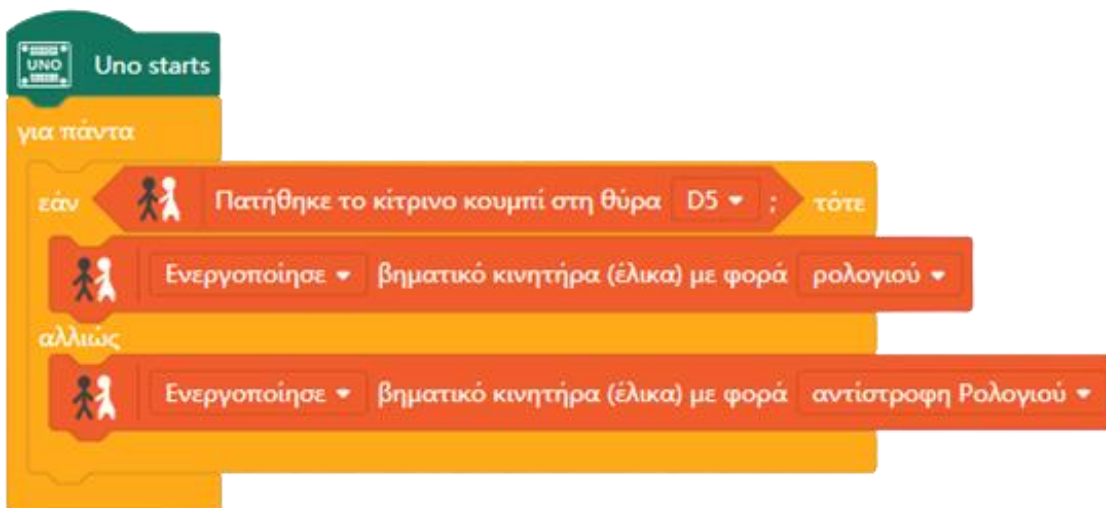 UNO Uno starts
για πάντα
εάν Πατήθηκε το κίτρινο κουμπί στη θύρα D5 ; τότε
Ενεργοποίησε βηματικό κινητήρα (έλικα) με φορά ρολογιού
αλλιώς
Ενεργοποίησε βηματικό κινητήρα (έλικα) με φορά αντίστροφη Ρολογιού